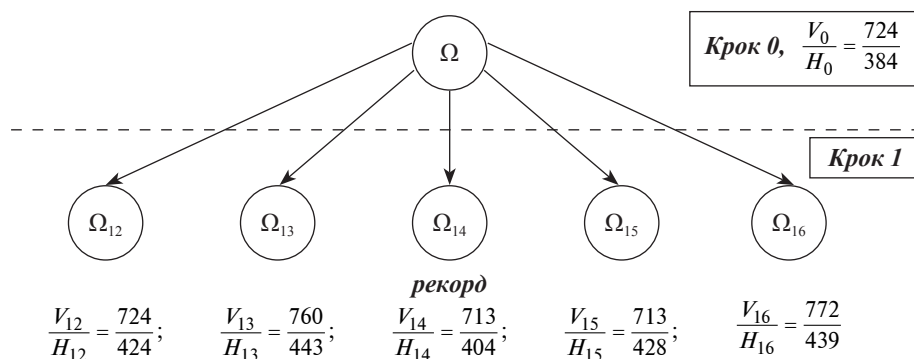 Ω
Крок 0, V₀/H₀ = 724/384
Крок 1
Ω₁₂ Ω₁₃ Ω₁₄ Ω₁₅ Ω₁₆
рекорд
V₁₂/H₁₂ = 724/424; V₁₃/H₁₃ = 760/443; V₁₄/H₁₄ = 713/404; V₁₅/H₁₅ = 713/428; V₁₆/H₁₆ = 772/439